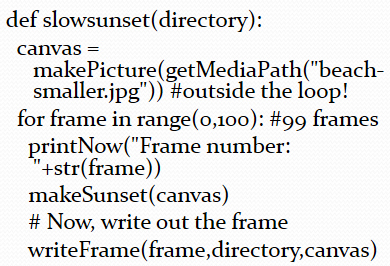 def slowsunset(directory):
canvas =
makePicture(getMediaPath("beach-
smaller.jpg")) #outside the loop!
for frame in range(0,100): #99 frames
printNow("Frame number:
"+str(frame))
makeSunset(canvas)
# Now, write out the frame
writeFrame(frame,directory,canvas)